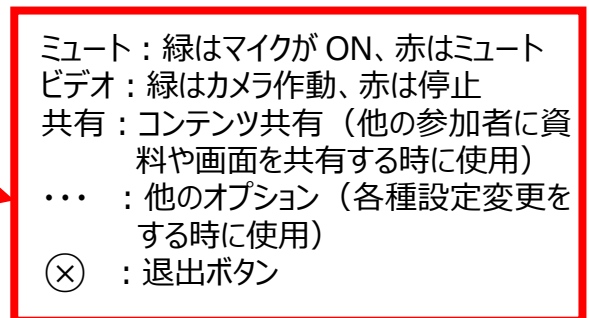 ミュート：緑はマイクが ON、赤はミュート
ビデオ：緑はカメラ作動、赤は停止
共有：コンテンツ共有（他の参加者に資
料や画面を共有する時に使用）
･･･ ：他のオプション（各種設定変更を
する時に使用）
ⓧ ：退出ボタン